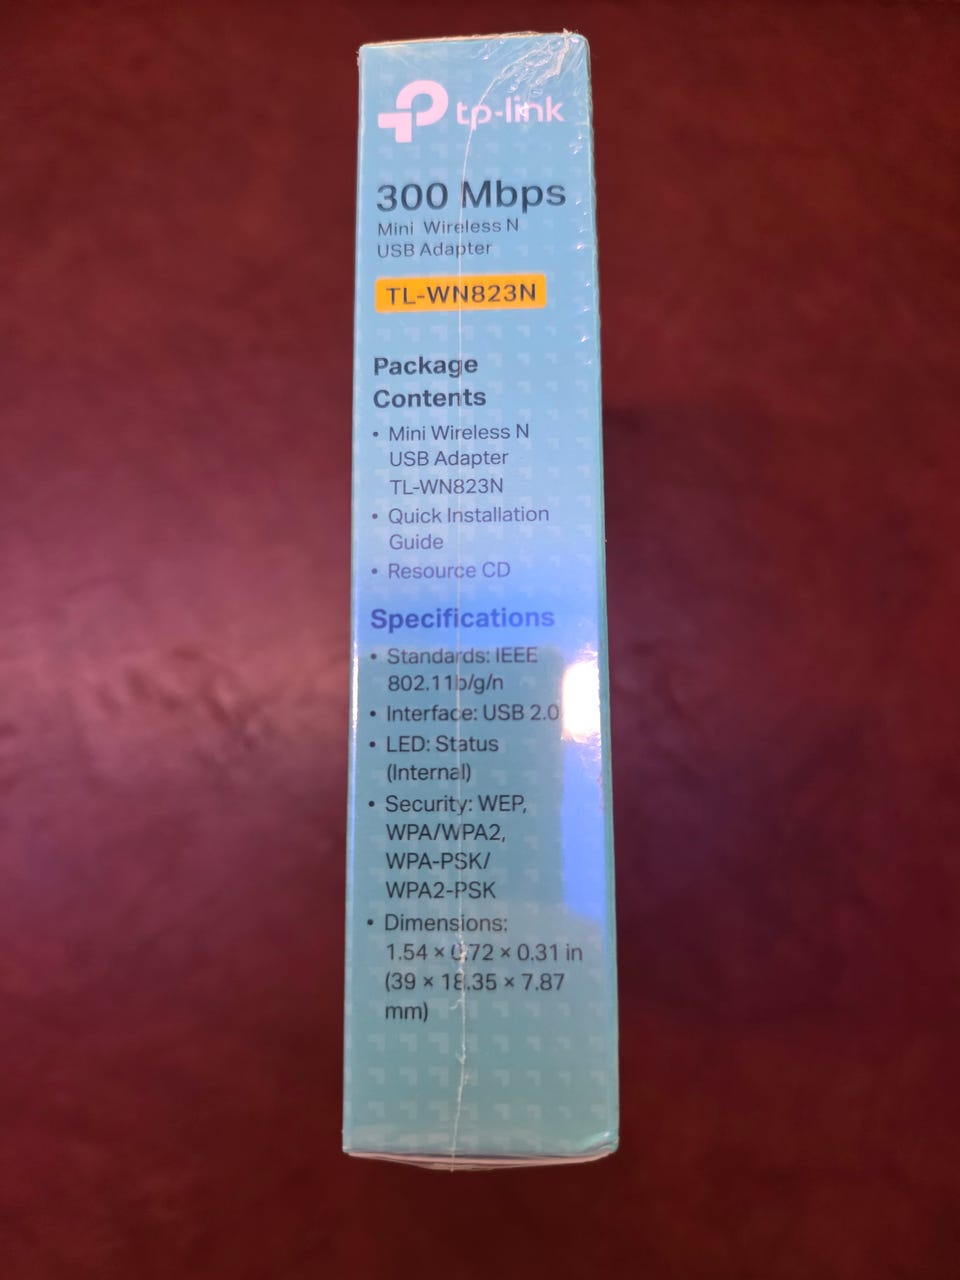 tp-link
300 Mbps
Mini Wireless N
USB Adapter
TL-WN823N
Package
Contents
• Mini Wireless N
USB Adapter
TL-WN823N
• Quick Installation
Guide
• Resource CD
Specifications
• Standards: IEEE
802.11b/g/n
• Interface: USB 2.0
• LED: Status
(Internal)
• Security: WEP,
WPA/WPA2,
WPA-PSK/
WPA2-PSK
• Dimensions:
1.54 × 0.72 × 0.31 in
(39 × 18.35 × 7.87
mm)